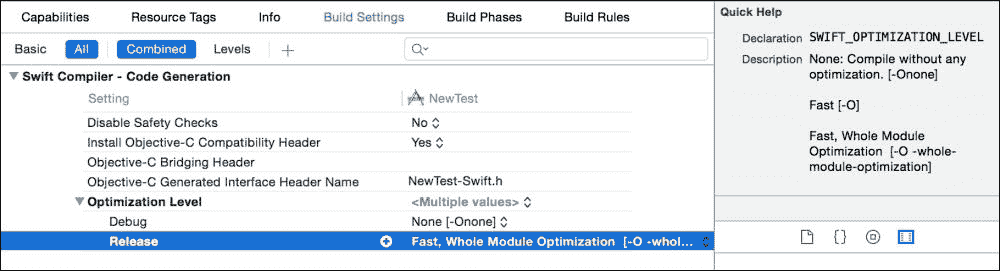 Capabilities Resource Tags Info Build Settings Build Phases Build Rules
Basic All Combined Levels
Swift Compiler - Code Generation
Setting NewTest
Disable Safety Checks No
Install Objective-C Compatibility Header Yes
Objective-C Bridging Header
Objective-C Generated Interface Header Name NewTest-Swift.h
Optimization Level <Multiple values>
Debug None [-Onone]
Release Fast, Whole Module Optimization [-O -whol...
Quick Help
Declaration SWIFT_OPTIMIZATION_LEVEL
Description None: Compile without any
optimization. [-Onone]
Fast [-O]
Fast, Whole Module
Optimization [-O -whole-
module-optimization]